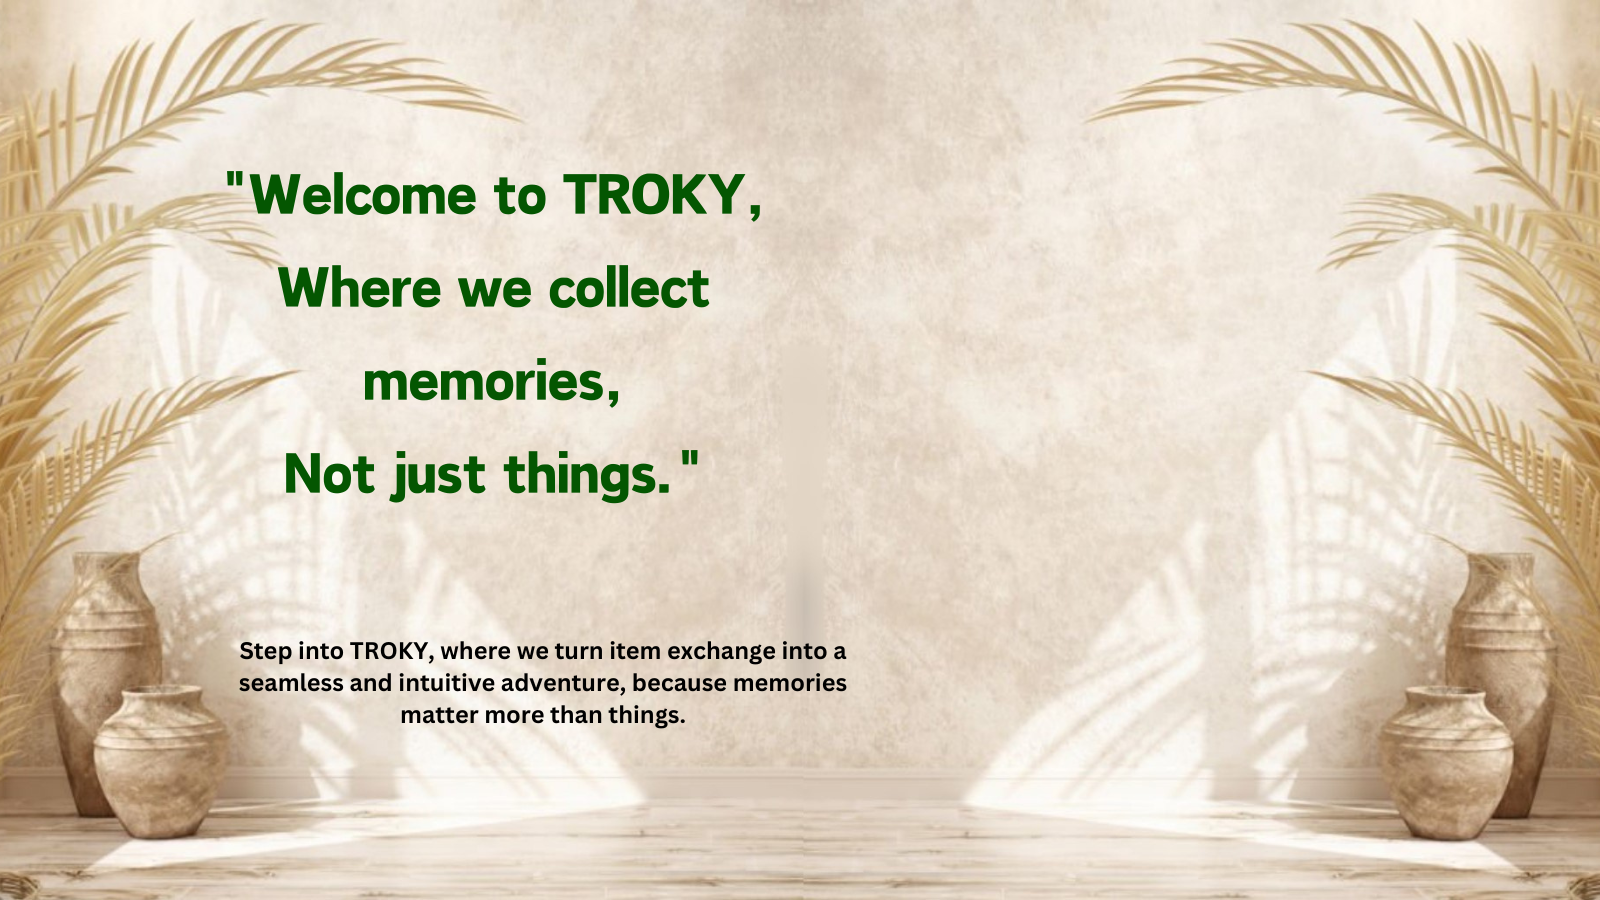 "Welcome to TROKY,
Where we collect
memories,
Not just things."
Step into TROKY, where we turn item exchange into a
seamless and intuitive adventure, because memories
matter more than things.